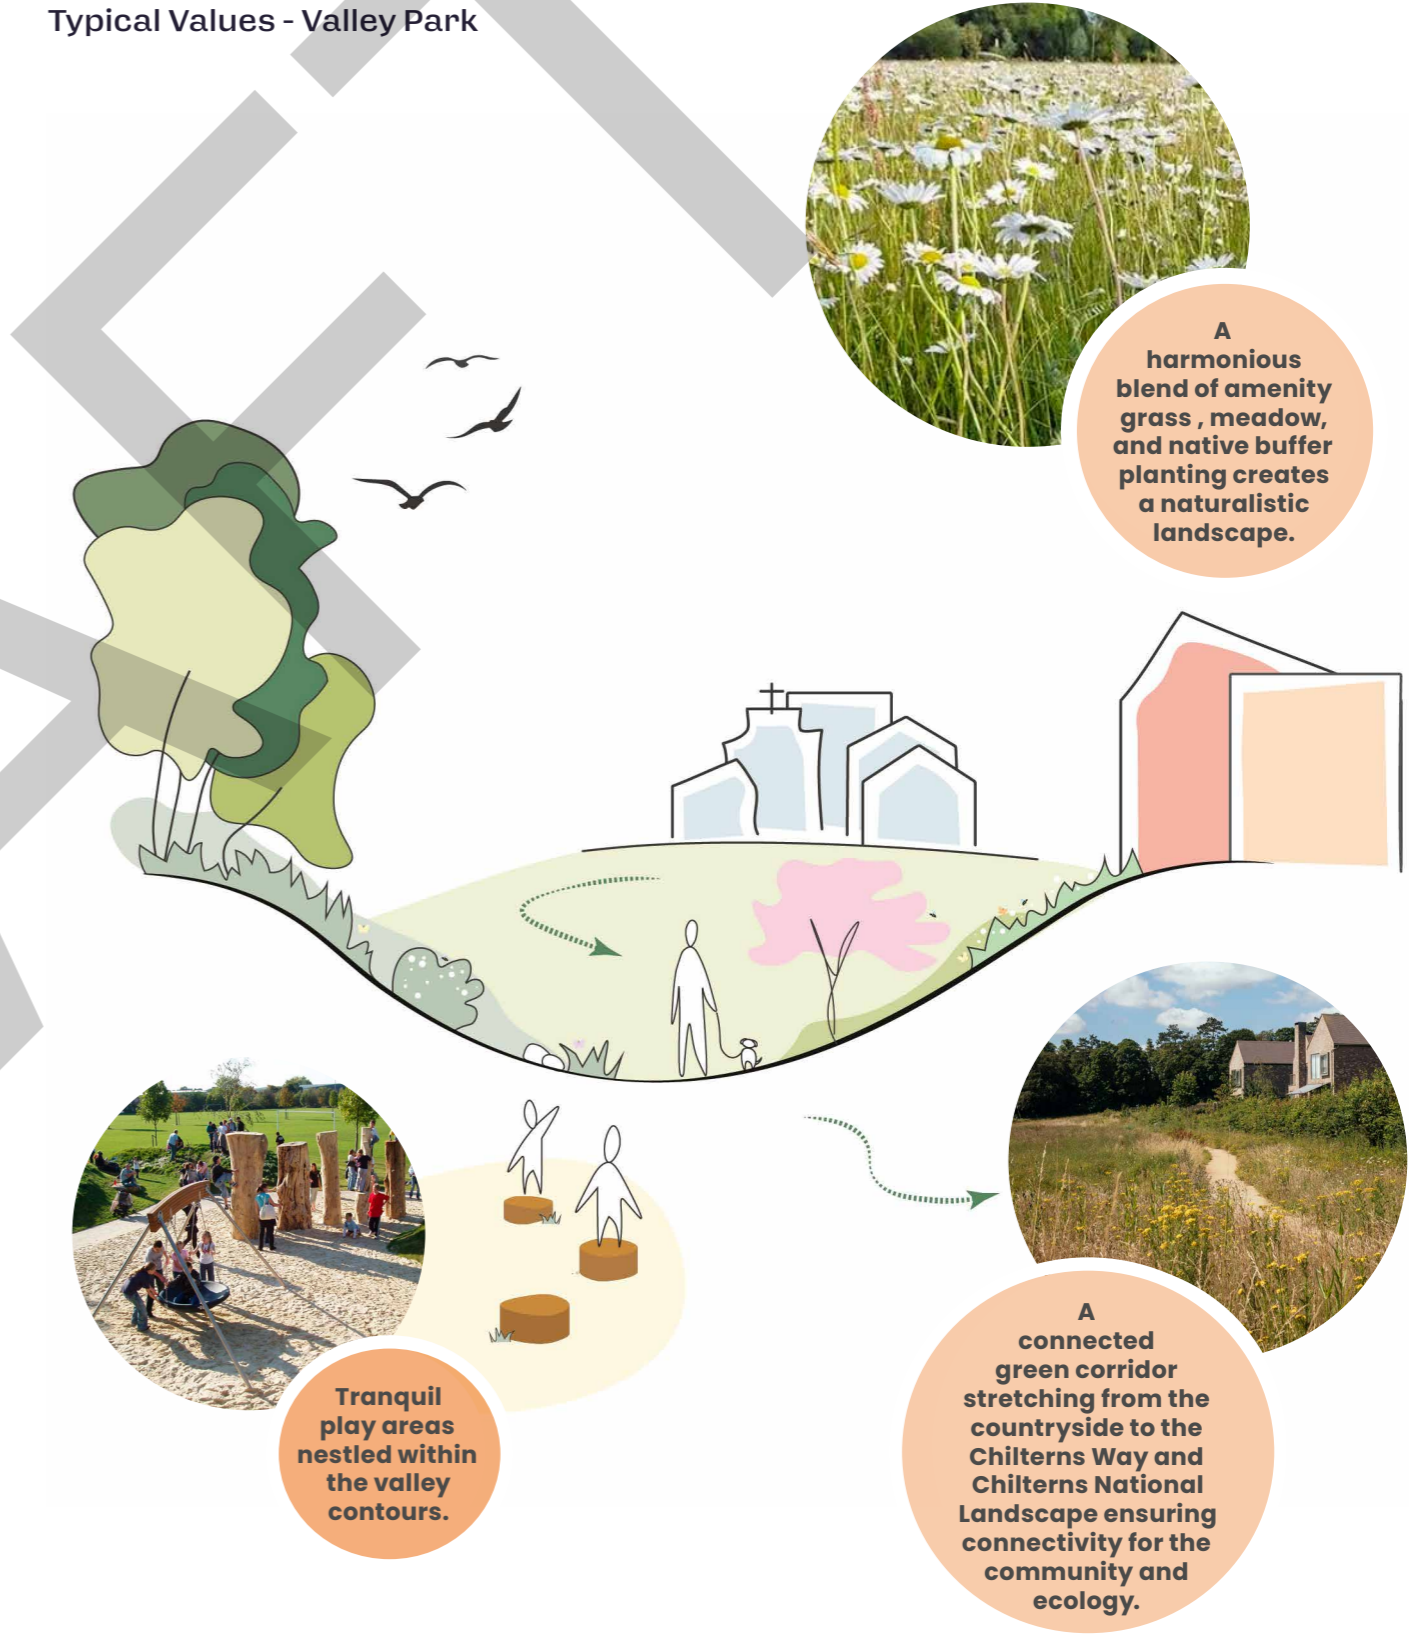 Typical Values - Valley Park
A
harmonious
blend of amenity
grass , meadow,
and native buffer
planting creates
a naturalistic
landscape.
Tranquil
play areas
nestled within
the valley
contours.
A
connected
green corridor
stretching from the
countryside to the
Chilterns Way and
Chilterns National
Landscape ensuring
connectivity for the
community and
ecology.